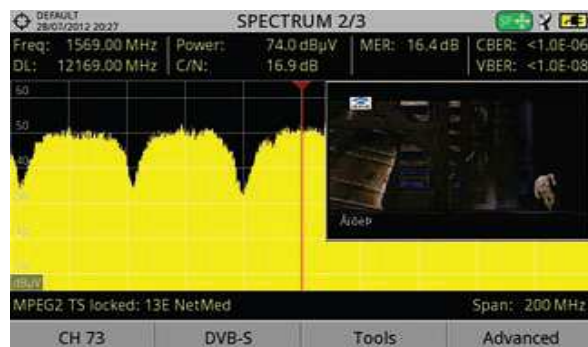 DEFAULT
28/07/2012 20:27
SPECTRUM 2/3
Freq: 1569.00 MHz Power: 74.0 dBµV MER: 16.4 dB CBER: <1.0E-06
DL: 12169.00 MHz C/N: 16.9 dB VBER: <1.0E-08
60
50
40
dBµV
MPEG2 TS locked: 13E NetMed
Span: 200 MHz
CH 73 DVB-S Tools Advanced